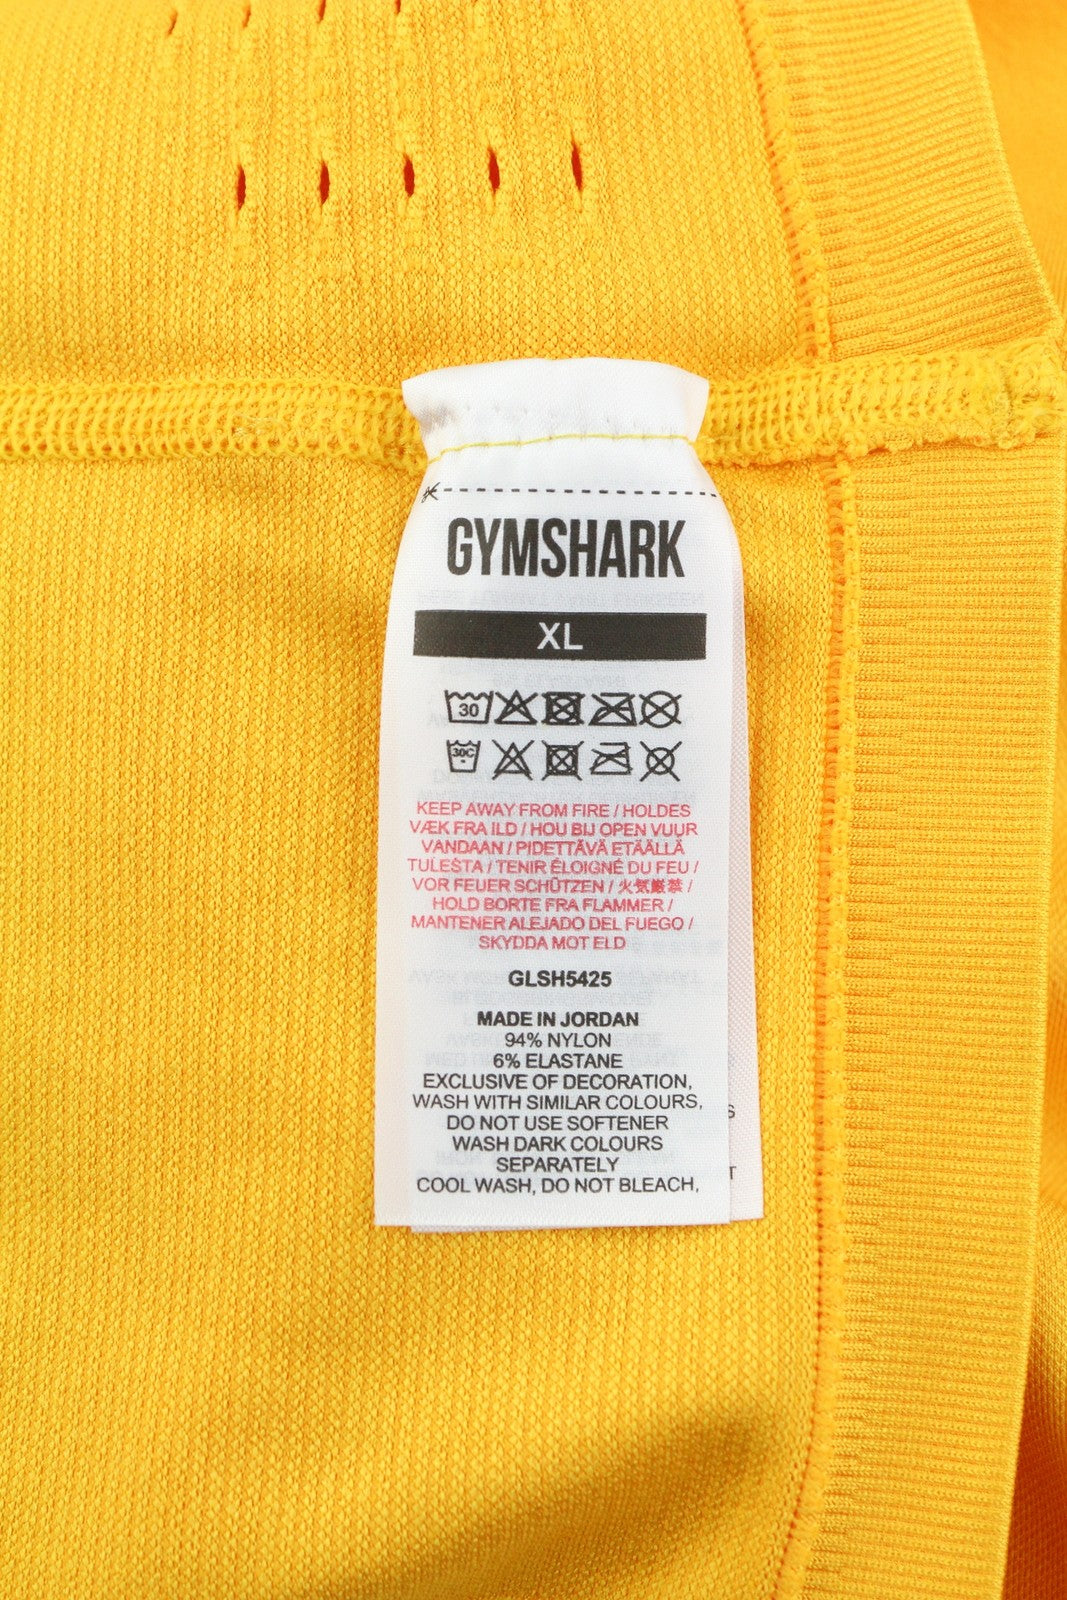 GYMSHARK
XL
30
30C
KEEP AWAY FROM FIRE / HOLDES
VÆK FRA ILD / HOU BIJ OPEN VUUR
VANDAAN / PIDETTÄVÄ ETÄÄLLÄ
TULESTA / TENIR ÉLOIGNÉ DU FEU /
VOR FEUER SCHÜTZEN / 火気厳禁 /
HOLD BORTE FRA FLAMMER /
MANTENER ALEJADO DEL FUEGO /
SKYDDA MOT ELD
GLSH5425
MADE IN JORDAN
94% NYLON
6% ELASTANE
EXCLUSIVE OF DECORATION,
WASH WITH SIMILAR COLOURS,
DO NOT USE SOFTENER
WASH DARK COLOURS
SEPARATELY
COOL WASH, DO NOT BLEACH,